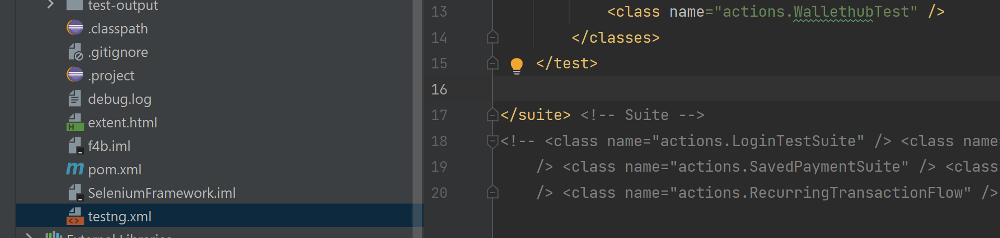 test-output
.classpath
.gitignore
.project
debug.log
extent.html
f4b.iml
pom.xml
SeleniumFramework.iml
testng.xml
External Libraries
13 <class name="actions.WallethubTest" />
14 </classes>
15 </test>
16
17 </suite> <!-- Suite -->
18 <!-- <class name="actions.LoginTestSuite" /> <class name=
19 /> <class name="actions.SavedPaymentSuite" /> <class
20 /> <class name="actions.RecurringTransactionFlow" />